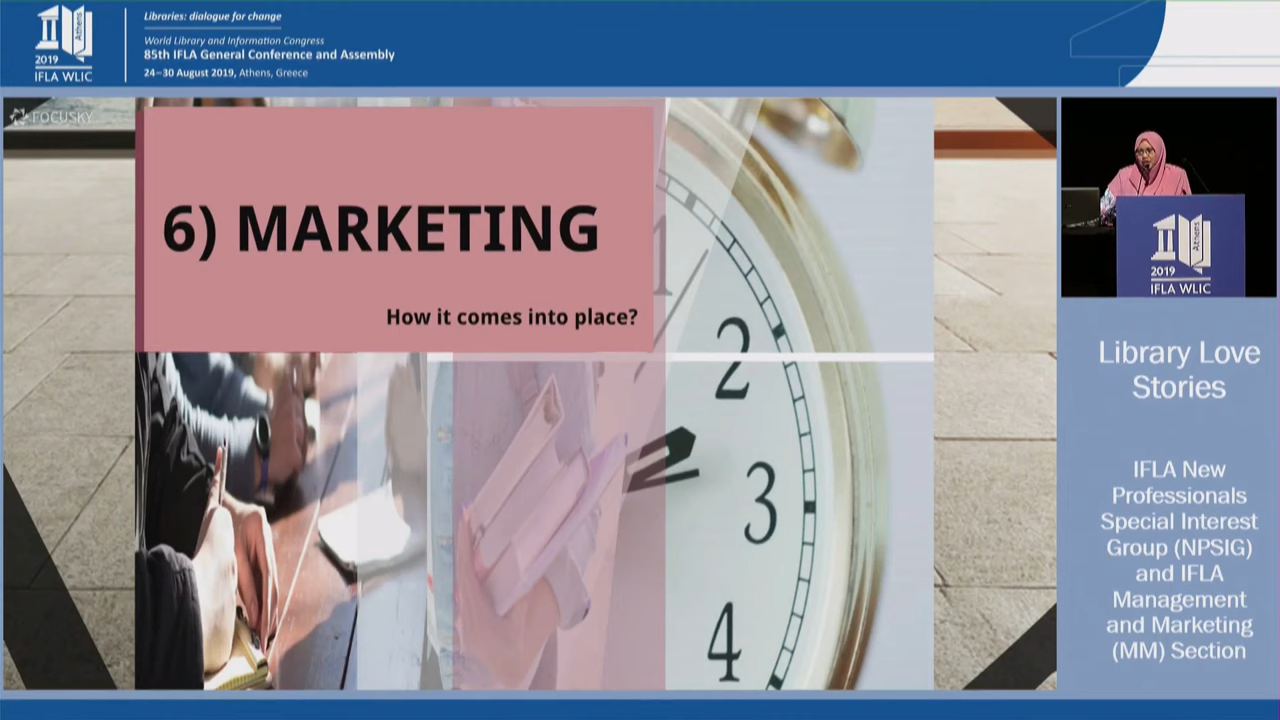 Libraries: dialogue for change
World Library and Information Congress
85th IFLA General Conference and Assembly
24–30 August 2019, Athens, Greece
Athens
2019
IFLA WLIC
FOCUSKY
6) MARKETING
How it comes into place?
1
2
3
4
Athens
2019
IFLA WLIC
Library Love
Stories
IFLA New
Professionals
Special Interest
Group (NPSIG)
and IFLA
Management
and Marketing
(MM) Section